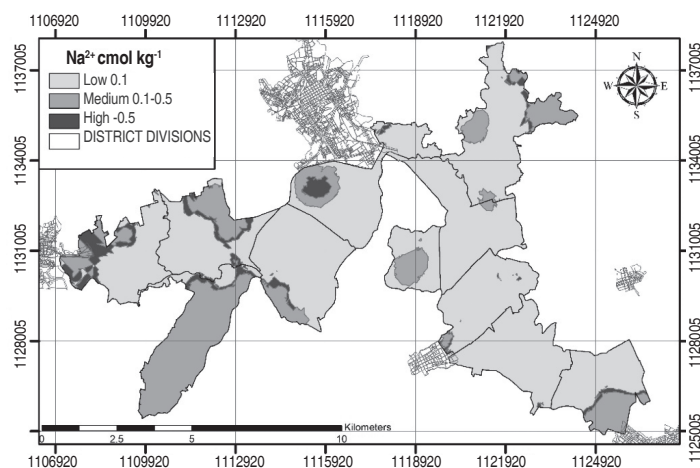 1106920 1109920 1112920 1115920 1118920 1121920 1124920
Na²⁺ cmol kg⁻¹
Low 0.1
Medium 0.1-0.5
High -0.5
DISTRICT DIVISIONS
N
W E
S
1137005 1137005
1134005 1134005
1131005 1131005
1128005 1128005
1125005 1125005
Kilometers
0 2.5 5 10
1106920 1109920 1112920 1115920 1118920 1121920 1124920